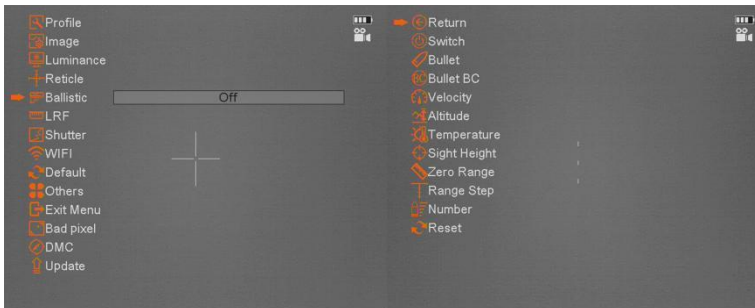 Profile
Image
Luminance
Reticle
Ballistic
Off
LRF
Shutter
WIFI
Default
Others
Exit Menu
Bad pixel
DMC
Update
Return
Switch
Bullet
BC Bullet BC
Velocity
Altitude
Temperature
Sight Height
Zero Range
Range Step
Number
Reset